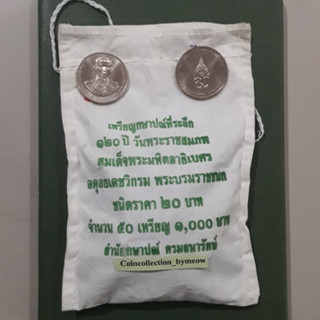 เหรียญกษาปณ์ที่ระลึก
๑๒๐ ปี วันพระราชสมภพ
สมเด็จพระมหิตลาธิเบศร
อดุลยเดชวิกรม พระบรมราชชนก
ชนิดราคา ๒๐ บาท
จำนวน ๕๐ เหรียญ ๑,๐๐๐ บาท
สำนักกษาปณ์ กรมธนารักษ์
Coincollection_bymeow